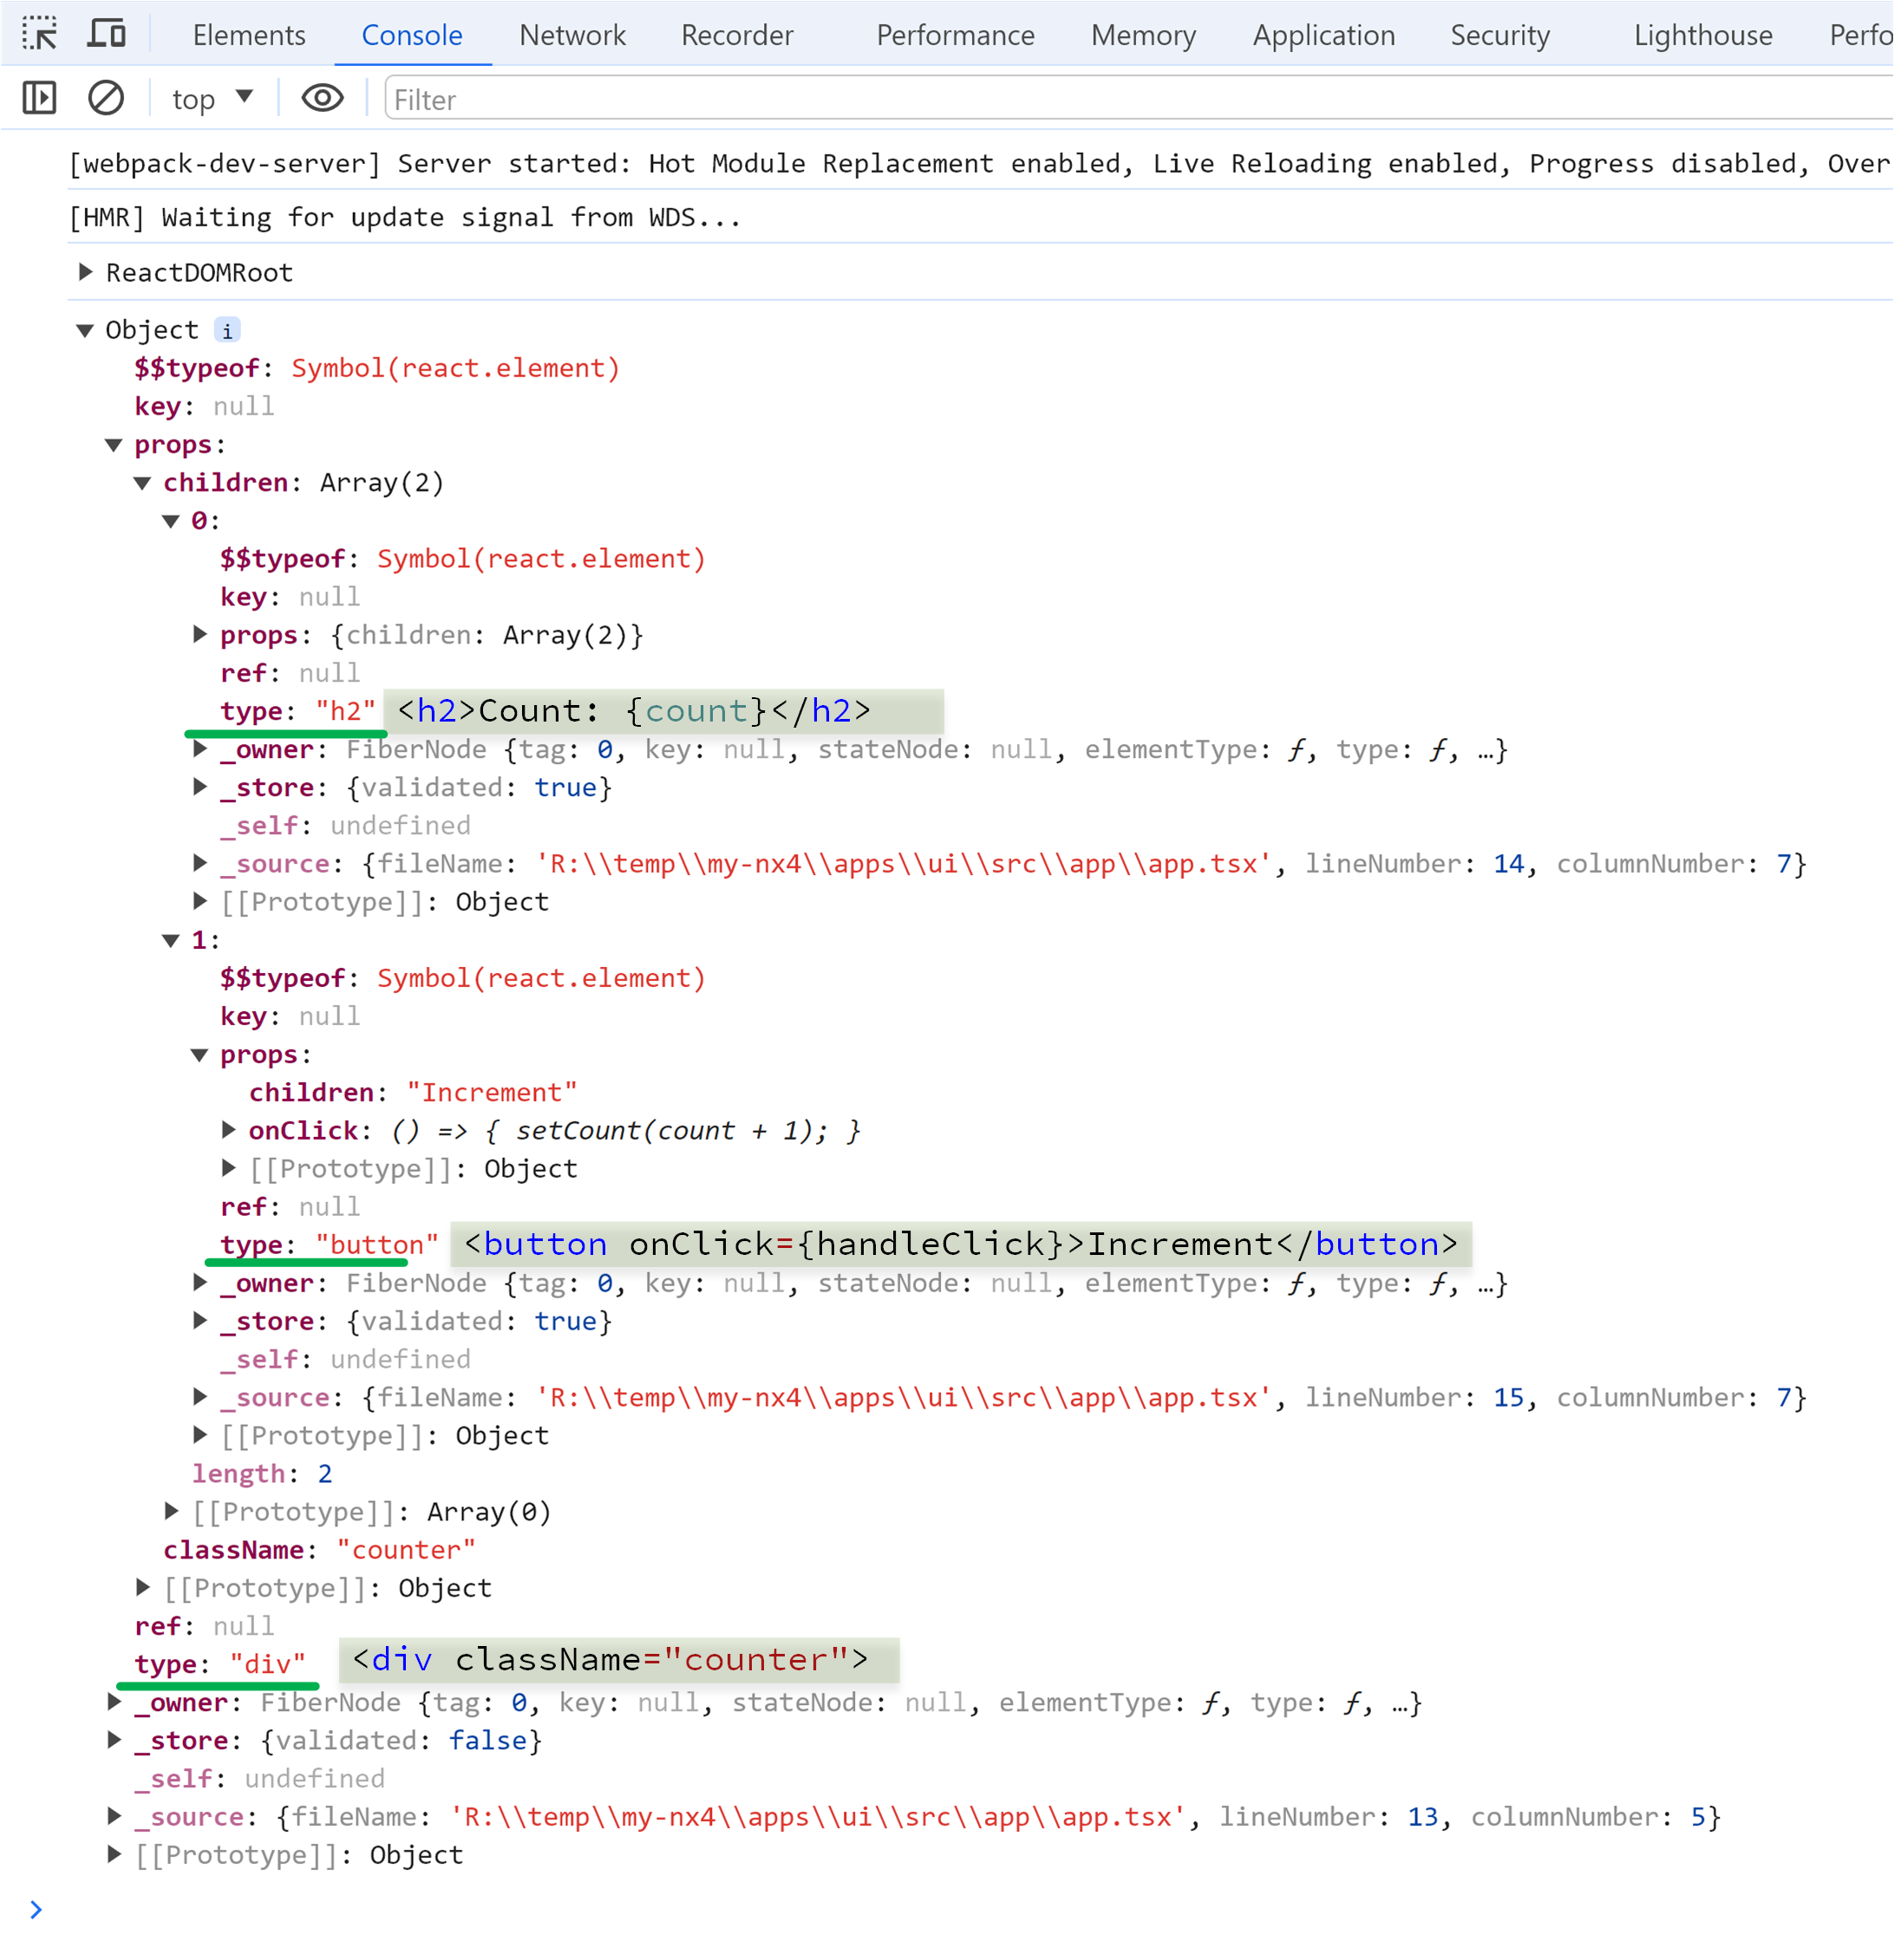 Elements Console Network Recorder Performance Memory Application Security Lighthouse Perfo
top Filter
[webpack-dev-server] Server started: Hot Module Replacement enabled, Live Reloading enabled, Progress disabled, Over
[HMR] Waiting for update signal from WDS...
ReactDOMRoot
Object i
$$typeof: Symbol(react.element)
key: null
props:
children: Array(2)
0:
$$typeof: Symbol(react.element)
key: null
props: {children: Array(2)}
ref: null
type: "h2" <h2>Count: {count}</h2>
_owner: FiberNode {tag: 0, key: null, stateNode: null, elementType: ƒ, type: ƒ, …}
_store: {validated: true}
_self: undefined
_source: {fileName: 'R:\\temp\\my-nx4\\apps\\ui\\src\\app\\app.tsx', lineNumber: 14, columnNumber: 7}
[[Prototype]]: Object
1:
$$typeof: Symbol(react.element)
key: null
props:
children: "Increment"
onClick: () => { setCount(count + 1); }
[[Prototype]]: Object
ref: null
type: "button" <button onClick={handleClick}>Increment</button>
_owner: FiberNode {tag: 0, key: null, stateNode: null, elementType: ƒ, type: ƒ, …}
_store: {validated: true}
_self: undefined
_source: {fileName: 'R:\\temp\\my-nx4\\apps\\ui\\src\\app\\app.tsx', lineNumber: 15, columnNumber: 7}
[[Prototype]]: Object
length: 2
[[Prototype]]: Array(0)
className: "counter"
[[Prototype]]: Object
ref: null
type: "div" <div className="counter">
_owner: FiberNode {tag: 0, key: null, stateNode: null, elementType: ƒ, type: ƒ, …}
_store: {validated: false}
_self: undefined
_source: {fileName: 'R:\\temp\\my-nx4\\apps\\ui\\src\\app\\app.tsx', lineNumber: 13, columnNumber: 5}
[[Prototype]]: Object